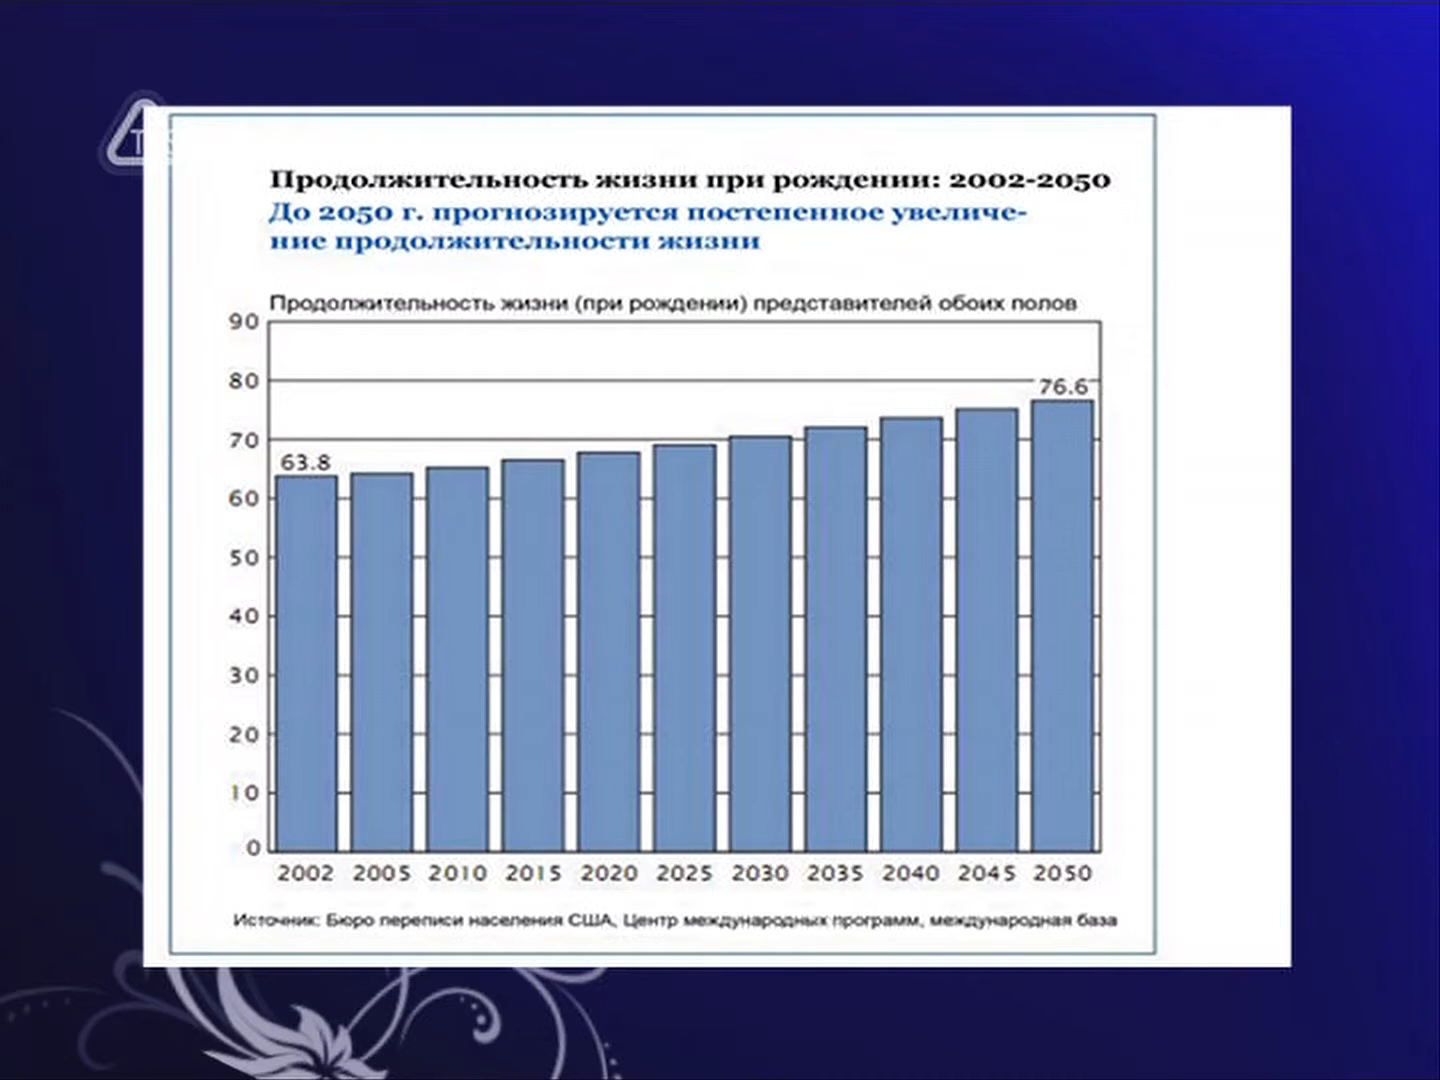 Продолжительность жизни при рождении: 2002-2050
До 2050 г. прогнозируется постепенное увеличе-
ние продолжительности жизни
Продолжительность жизни (при рождении) представителей обоих полов
90
80
70
60
50
40
30
20
10
0
63.8
76.6
2002 2005 2010 2015 2020 2025 2030 2035 2040 2045 2050
Источник: Бюро переписи населения США, Центр международных программ, международная база